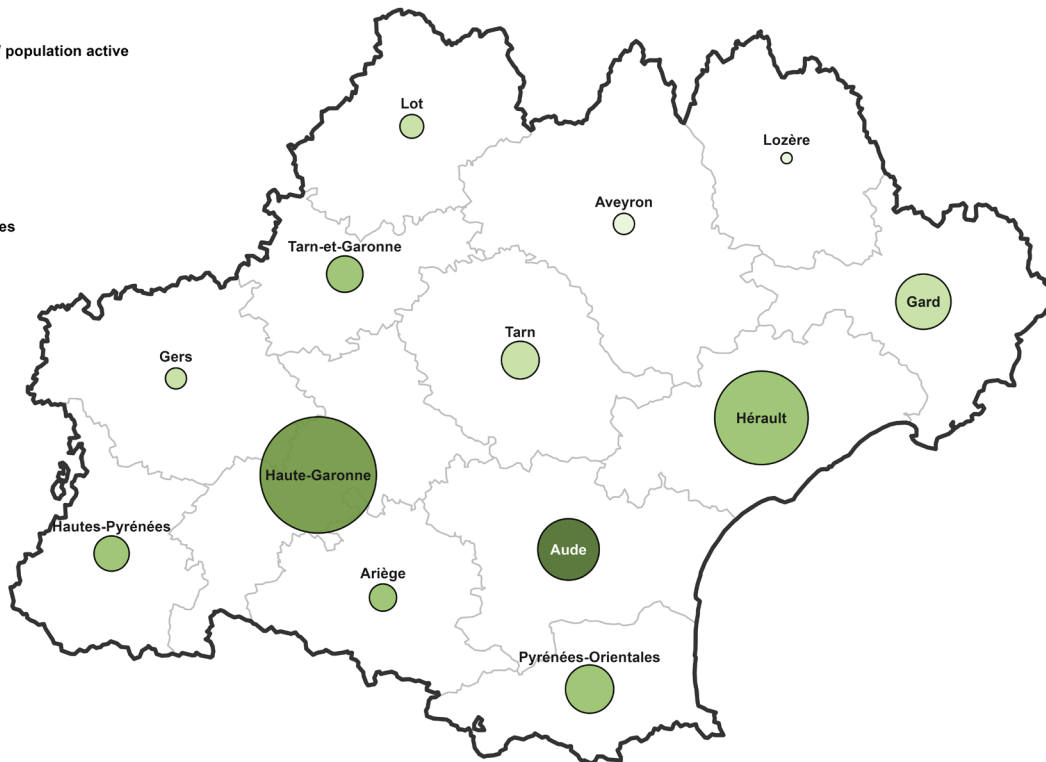 / population active
Lot
Lozère
Aveyron
es
Tarn-et-Garonne
Gard
Tarn
Gers
Hérault
Haute-Garonne
Hautes-Pyrénées
Aude
Ariège
Pyrénées-Orientales